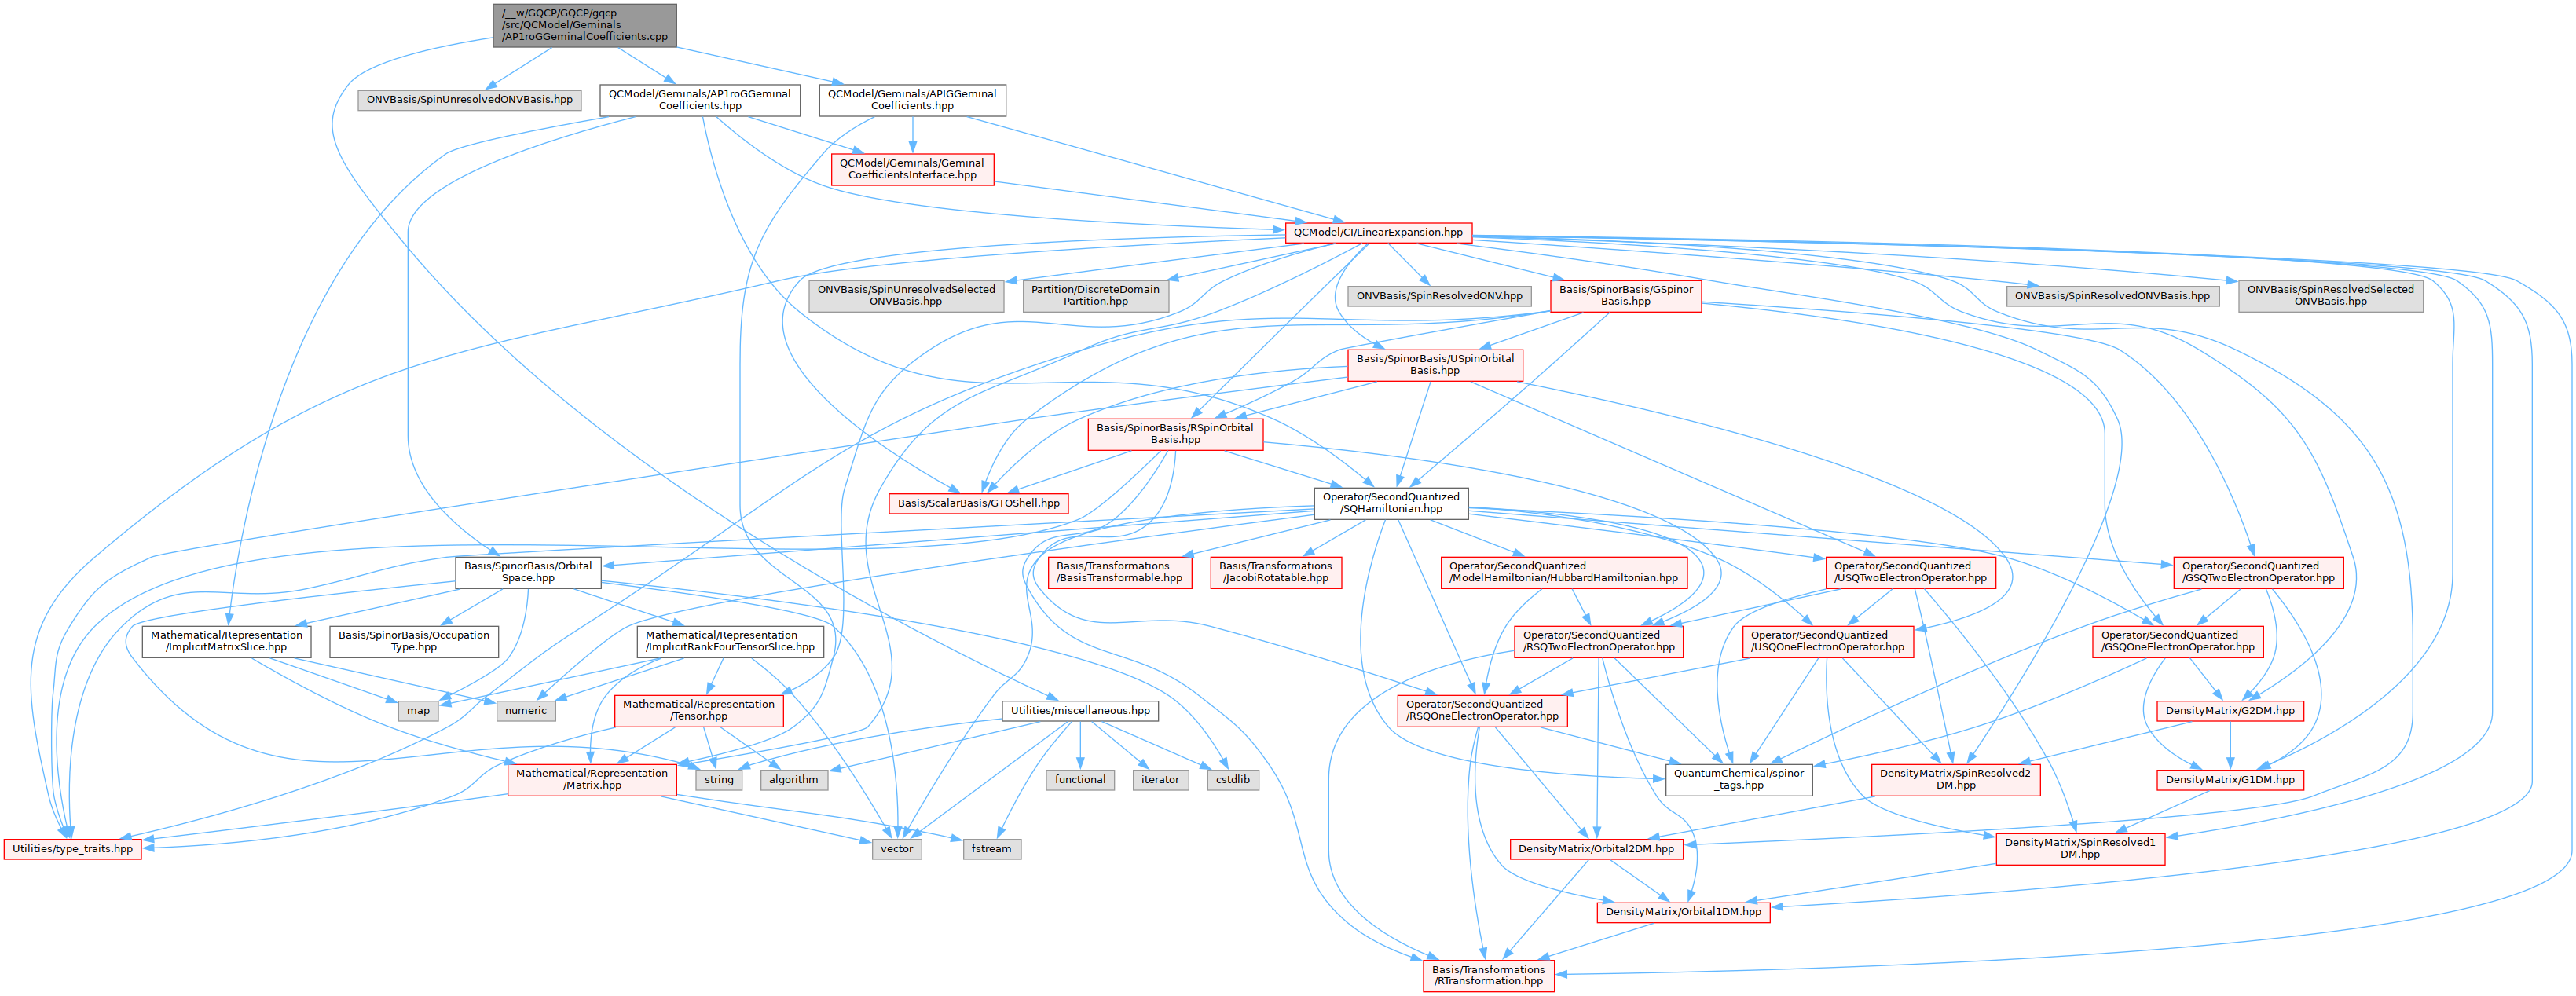 /__w/GQCP/GQCP/gqcp
/src/QCModel/Geminals
/AP1roGGeminalCoefficients.cpp
ONVBasis/SpinUnresolvedONVBasis.hpp
QCModel/Geminals/AP1roGGeminal
Coefficients.hpp
QCModel/Geminals/APIGGeminal
Coefficients.hpp
QCModel/Geminals/Geminal
CoefficientsInterface.hpp
QCModel/CI/LinearExpansion.hpp
ONVBasis/SpinUnresolvedSelected
ONVBasis.hpp
Partition/DiscreteDomain
Partition.hpp
ONVBasis/SpinResolvedONV.hpp
Basis/SpinorBasis/GSpinor
Basis.hpp
ONVBasis/SpinResolvedONVBasis.hpp
ONVBasis/SpinResolvedSelected
ONVBasis.hpp
Basis/SpinorBasis/USpinOrbital
Basis.hpp
Basis/SpinorBasis/RSpinOrbital
Basis.hpp
Basis/ScalarBasis/GTOShell.hpp
Operator/SecondQuantized
/SQHamiltonian.hpp
Basis/SpinorBasis/Orbital
Space.hpp
Basis/Transformations
/BasisTransformable.hpp
Basis/Transformations
/JacobiRotatable.hpp
Operator/SecondQuantized
/ModelHamiltonian/HubbardHamiltonian.hpp
Operator/SecondQuantized
/USQTwoElectronOperator.hpp
Operator/SecondQuantized
/GSQTwoElectronOperator.hpp
Mathematical/Representation
/ImplicitMatrixSlice.hpp
Basis/SpinorBasis/Occupation
Type.hpp
Mathematical/Representation
/ImplicitRankFourTensorSlice.hpp
Operator/SecondQuantized
/RSQTwoElectronOperator.hpp
Operator/SecondQuantized
/USQOneElectronOperator.hpp
Operator/SecondQuantized
/GSQOneElectronOperator.hpp
map
numeric
Mathematical/Representation
/Tensor.hpp
Utilities/miscellaneous.hpp
Operator/SecondQuantized
/RSQOneElectronOperator.hpp
DensityMatrix/G2DM.hpp
Mathematical/Representation
/Matrix.hpp
string
algorithm
functional
iterator
cstdlib
QuantumChemical/spinor
_tags.hpp
DensityMatrix/SpinResolved2
DM.hpp
DensityMatrix/G1DM.hpp
Utilities/type_traits.hpp
vector
fstream
DensityMatrix/Orbital2DM.hpp
DensityMatrix/SpinResolved1
DM.hpp
DensityMatrix/Orbital1DM.hpp
Basis/Transformations
/RTransformation.hpp